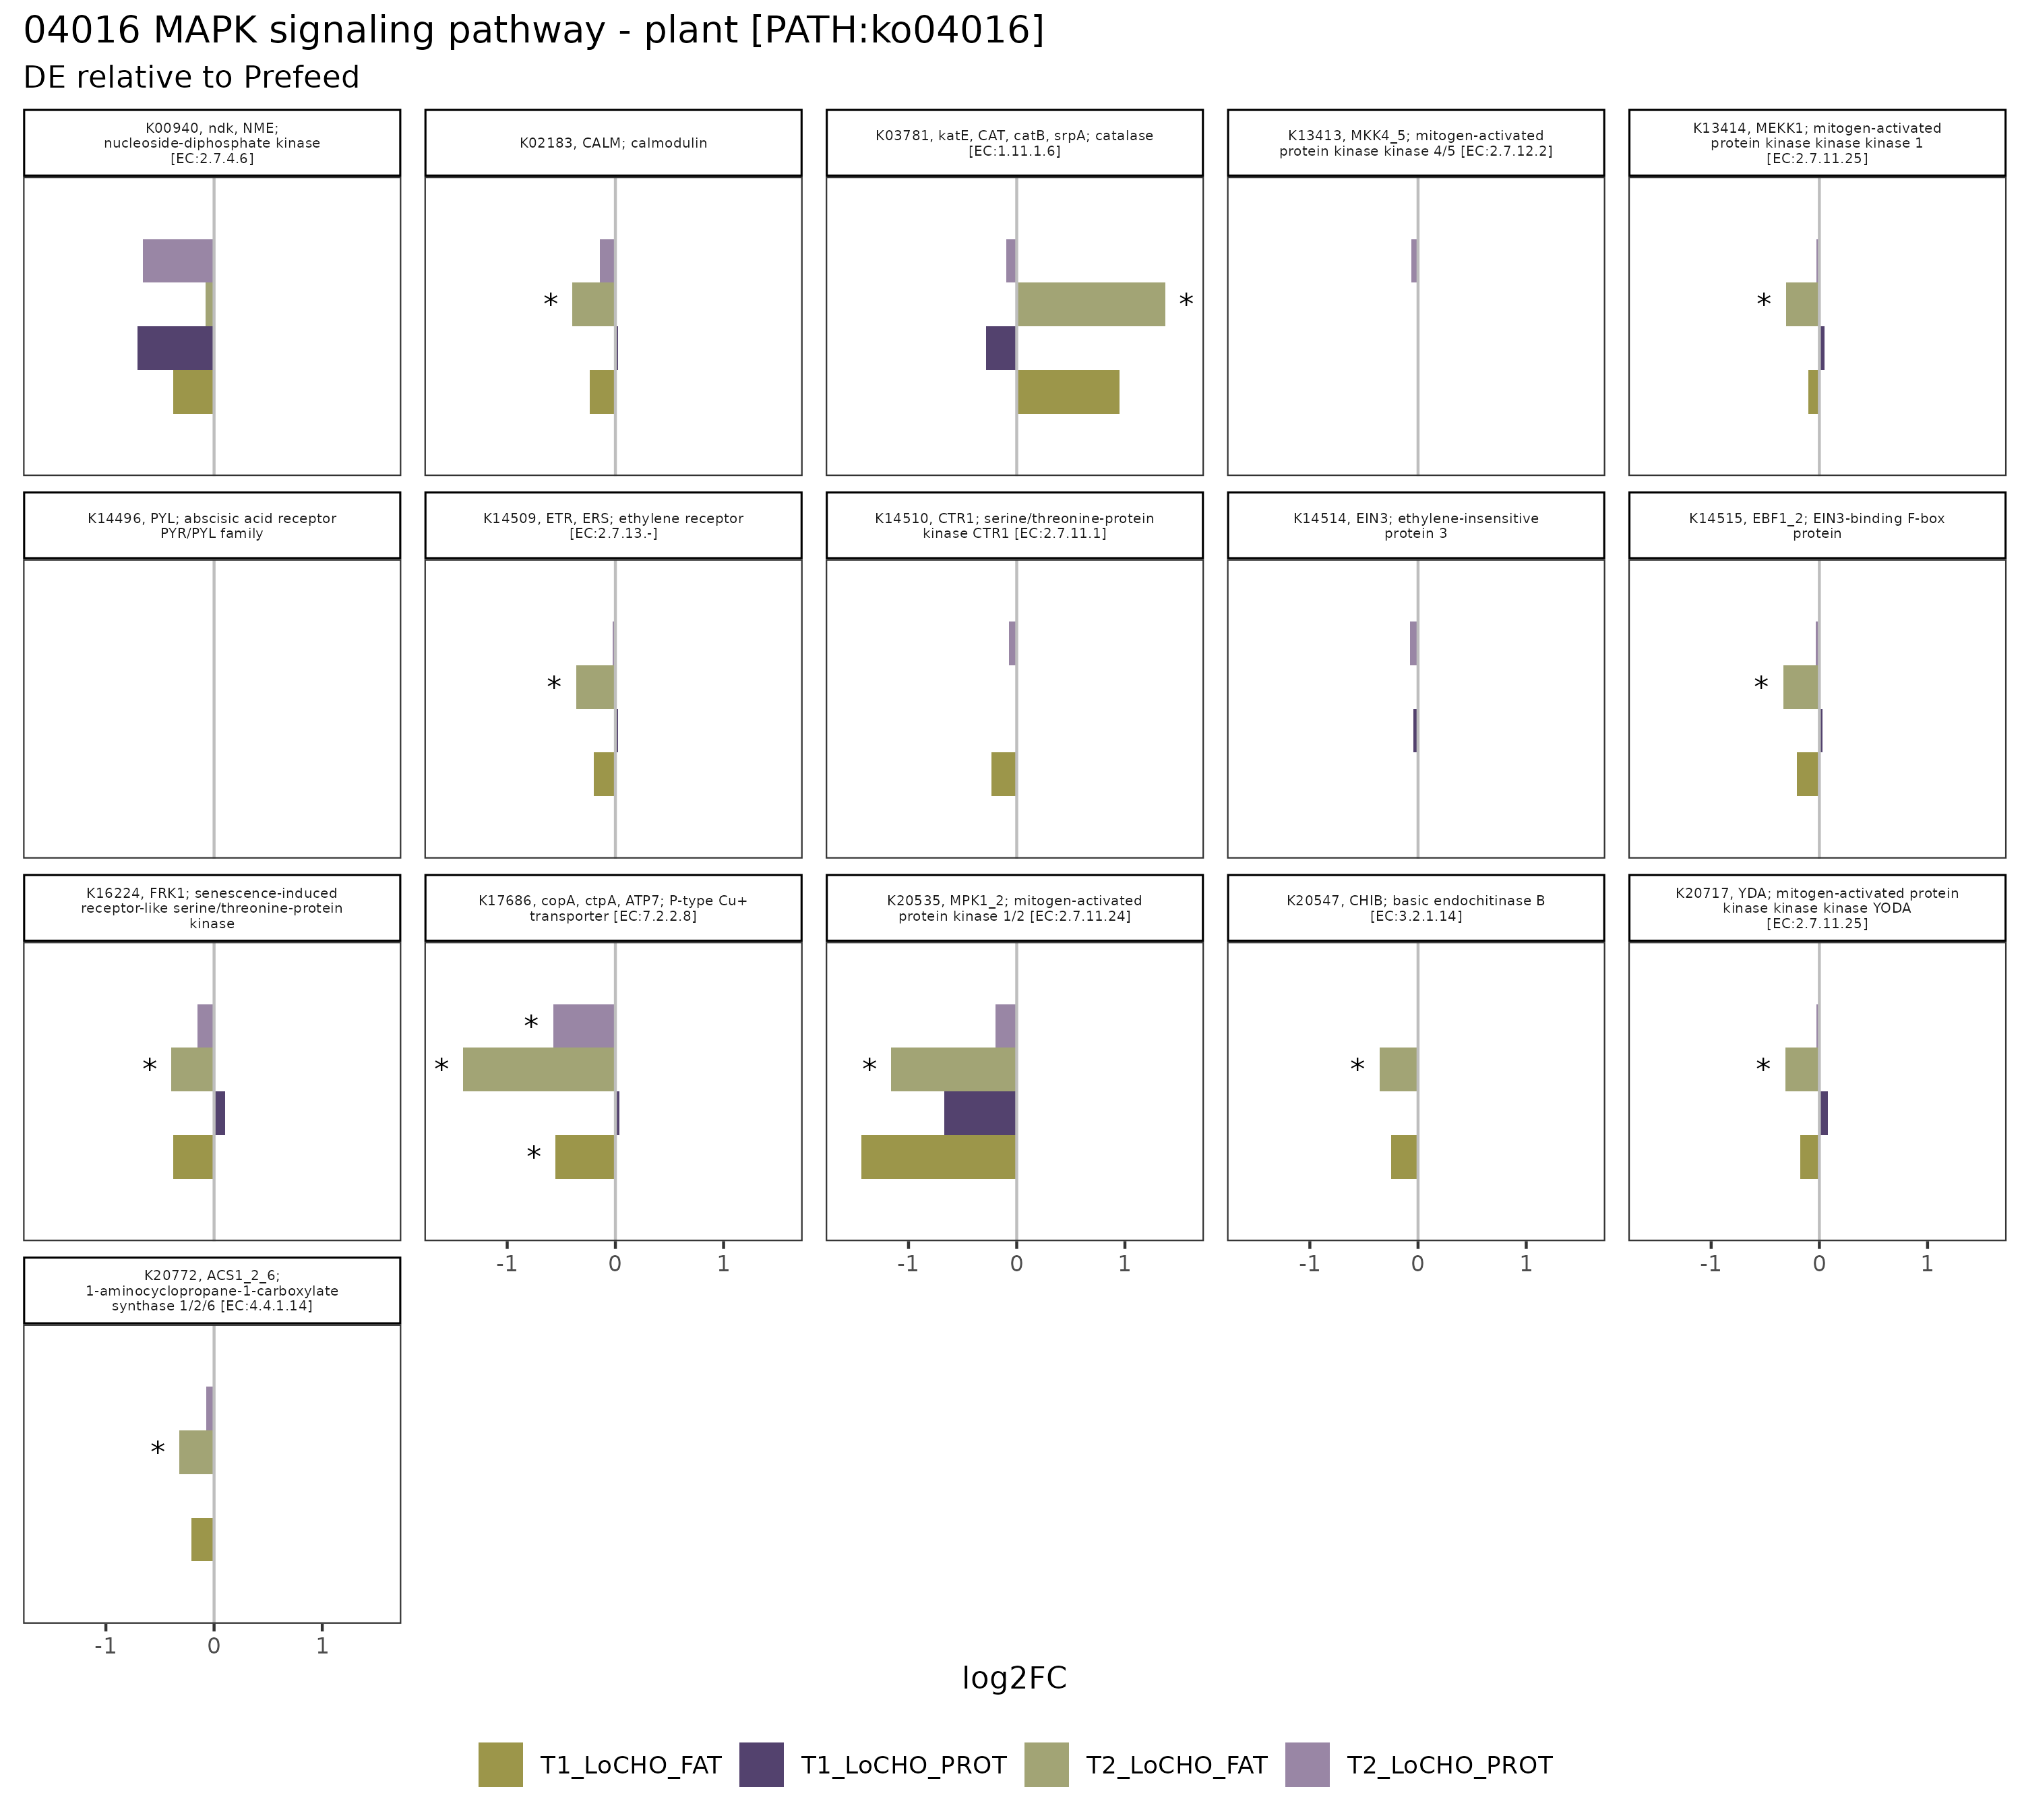 04016 MAPK signaling pathway - plant [PATH:ko04016]
DE relative to Prefeed
K00940, ndk, NME;
nucleoside-diphosphate kinase
[EC:2.7.4.6]
K02183, CALM; calmodulin
K03781, katE, CAT, catB, srpA; catalase
[EC:1.11.1.6]
K13413, MKK4_5; mitogen-activated
protein kinase kinase 4/5 [EC:2.7.12.2]
K13414, MEKK1; mitogen-activated
protein kinase kinase kinase 1
[EC:2.7.11.25]
*
*
*
K14496, PYL; abscisic acid receptor
PYR/PYL family
K14509, ETR, ERS; ethylene receptor
[EC:2.7.13.-]
K14510, CTR1; serine/threonine-protein
kinase CTR1 [EC:2.7.11.1]
K14514, EIN3; ethylene-insensitive
protein 3
K14515, EBF1_2; EIN3-binding F-box
protein
*
*
K16224, FRK1; senescence-induced
receptor-like serine/threonine-protein
kinase
K17686, copA, ctpA, ATP7; P-type Cu+
transporter [EC:7.2.2.8]
K20535, MPK1_2; mitogen-activated
protein kinase 1/2 [EC:2.7.11.24]
K20547, CHIB; basic endochitinase B
[EC:3.2.1.14]
K20717, YDA; mitogen-activated protein
kinase kinase kinase YODA
[EC:2.7.11.25]
*
*
*
*
*
*
*
-1 0 1
-1 0 1
-1 0 1
-1 0 1
K20772, ACS1_2_6;
1-aminocyclopropane-1-carboxylate
synthase 1/2/6 [EC:4.4.1.14]
*
-1 0 1
log2FC
T1_LoCHO_FAT T1_LoCHO_PROT T2_LoCHO_FAT T2_LoCHO_PROT